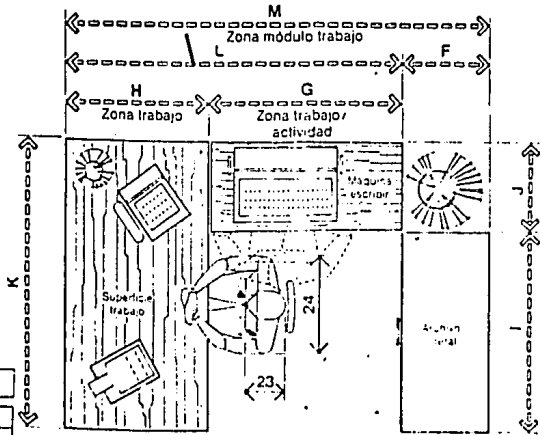 M
Zona módulo trabajo
L
F
H
G
Zona trabajo
Zona trabajo/
actividad
Máquina
escribir
J
K
Superficie
trabajo
24
23
I